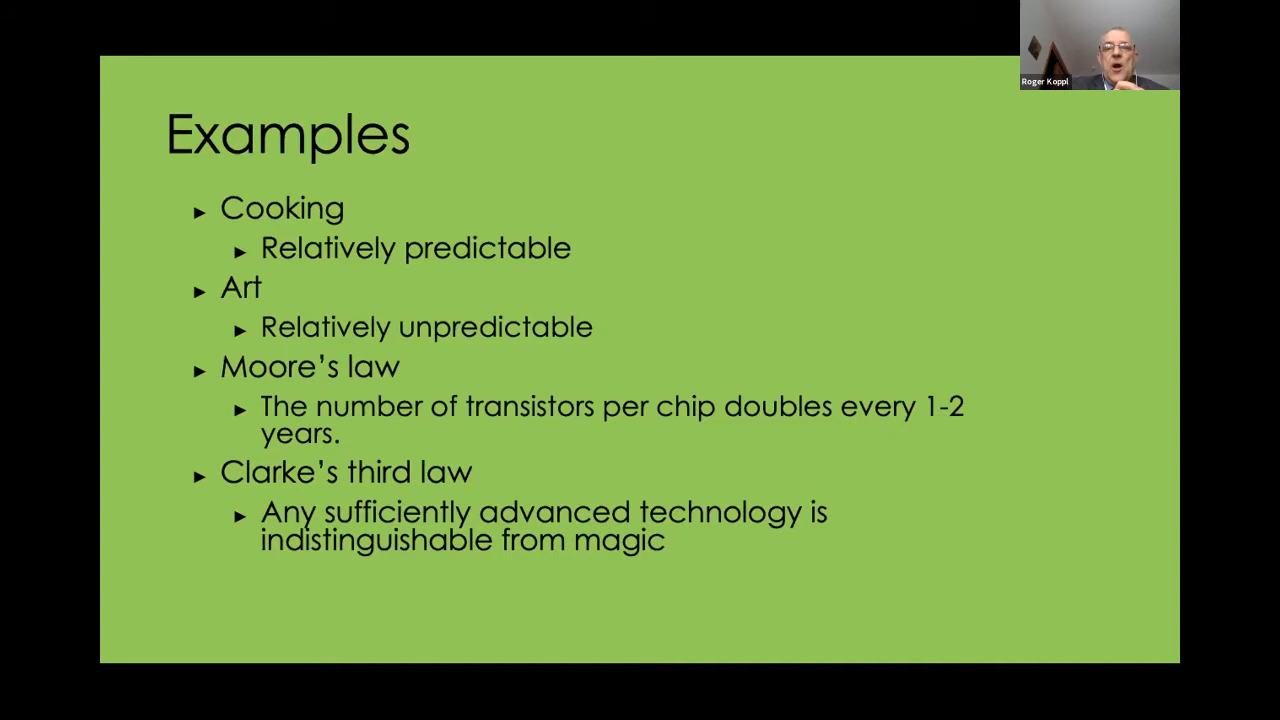 Roger Koppl
Examples
► Cooking
► Relatively predictable
► Art
► Relatively unpredictable
► Moore’s law
► The number of transistors per chip doubles every 1-2
years.
► Clarke’s third law
► Any sufficiently advanced technology is
indistinguishable from magic